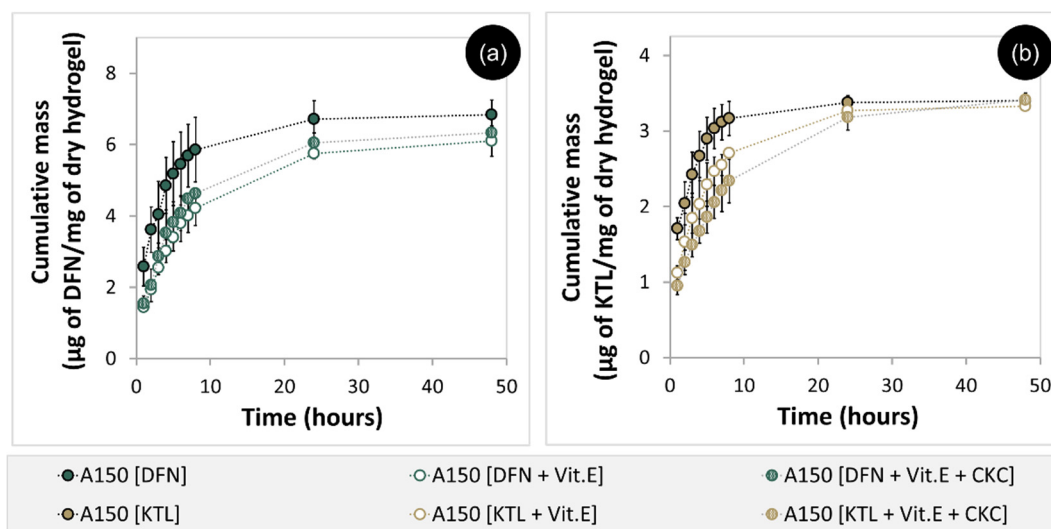 (a)
Cumulative mass
(µg of DFN/mg of dry hydrogel)
8
6
4
2
0
0 10 20 30 40 50
Time (hours)
(b)
Cumulative mass
(µg of KTL/mg of dry hydrogel)
4
3
2
1
0
0 10 20 30 40 50
Time (hours)
A150 [DFN] A150 [DFN + Vit.E] A150 [DFN + Vit.E + CKC]
A150 [KTL] A150 [KTL + Vit.E] A150 [KTL + Vit.E + CKC]